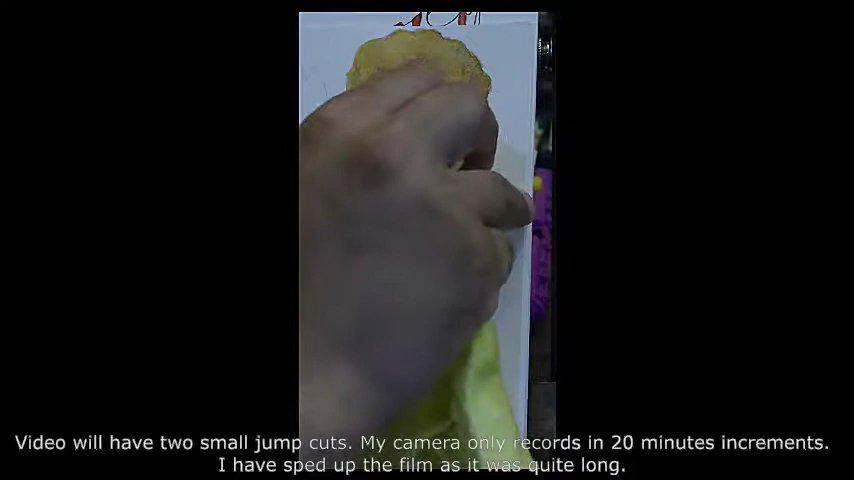 Video will have two small jump cuts. My camera only records in 20 minutes increments.
I have sped up the film as it was quite long.